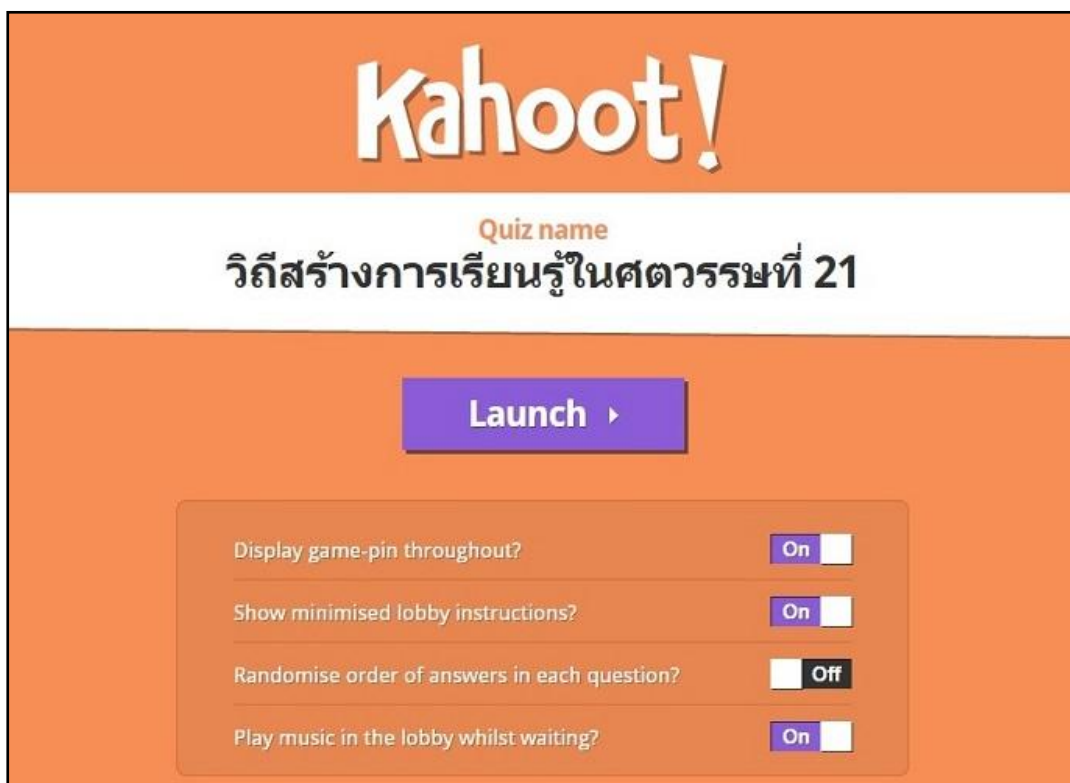 Kahoot!
Quiz name
วิถีสร้างการเรียนรู้ในศตวรรษที่ 21
Launch
Display game-pin throughout? On
Show minimised lobby instructions? On
Randomise order of answers in each question? Off
Play music in the lobby whilst waiting? On